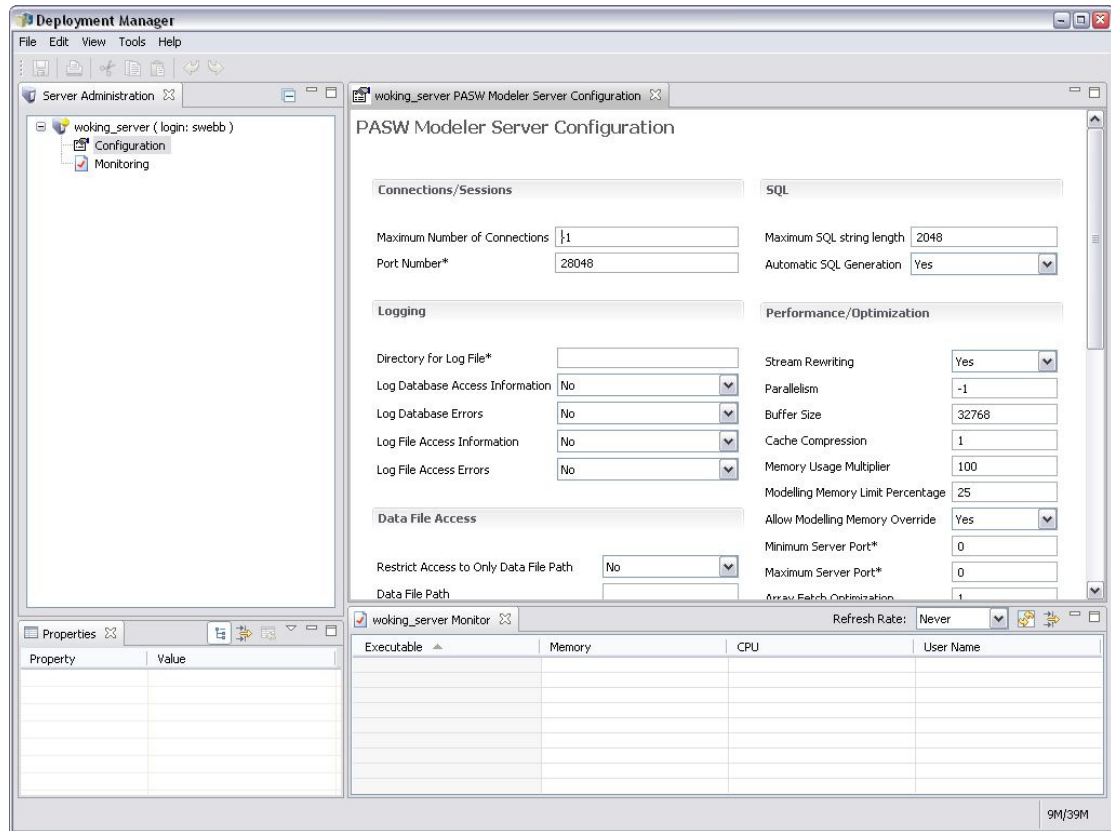 Deployment Manager
File Edit View Tools Help
Server Administration
woking_server ( login: swebb )
Configuration
Monitoring
woking_server PASW Modeler Server Configuration
PASW Modeler Server Configuration
Connections/Sessions
Maximum Number of Connections -1
Port Number* 28048
Logging
Directory for Log File*
Log Database Access Information No
Log Database Errors No
Log File Access Information No
Log File Access Errors No
Data File Access
Restrict Access to Only Data File Path No
Data File Path
SQL
Maximum SQL string length 2048
Automatic SQL Generation Yes
Performance/Optimization
Stream Rewriting Yes
Parallelism -1
Buffer Size 32768
Cache Compression 1
Memory Usage Multiplier 100
Modelling Memory Limit Percentage 25
Allow Modelling Memory Override Yes
Minimum Server Port* 0
Maximum Server Port* 0
Array Fetch Optimization 1
Properties
Property Value
woking_server Monitor Refresh Rate: Never
Executable Memory CPU User Name
9M/39M